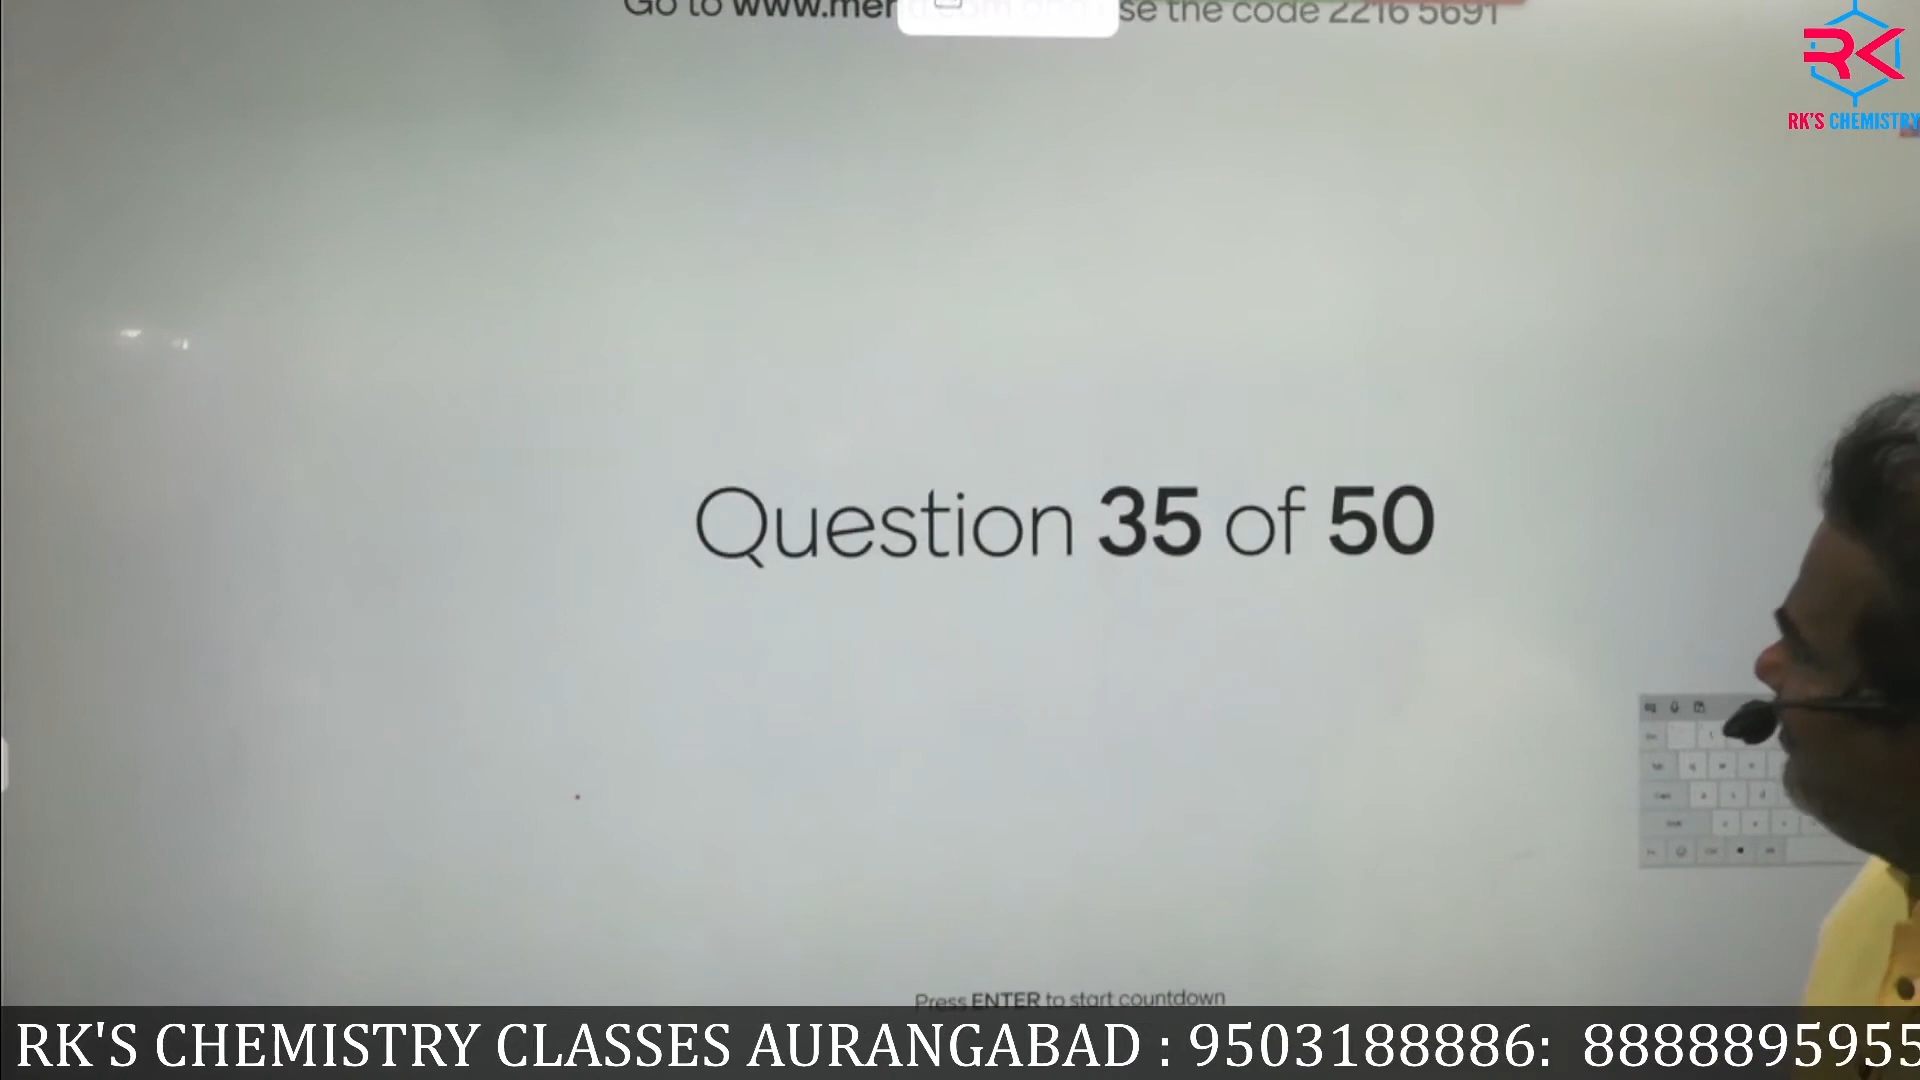 Go to www.mer
se the code 2216 5691
RK
RK'S CHEMISTRY
Question 35 of 50
Press ENTER to start countdown
RK'S CHEMISTRY CLASSES AURANGABAD : 9503188886: 8888895955